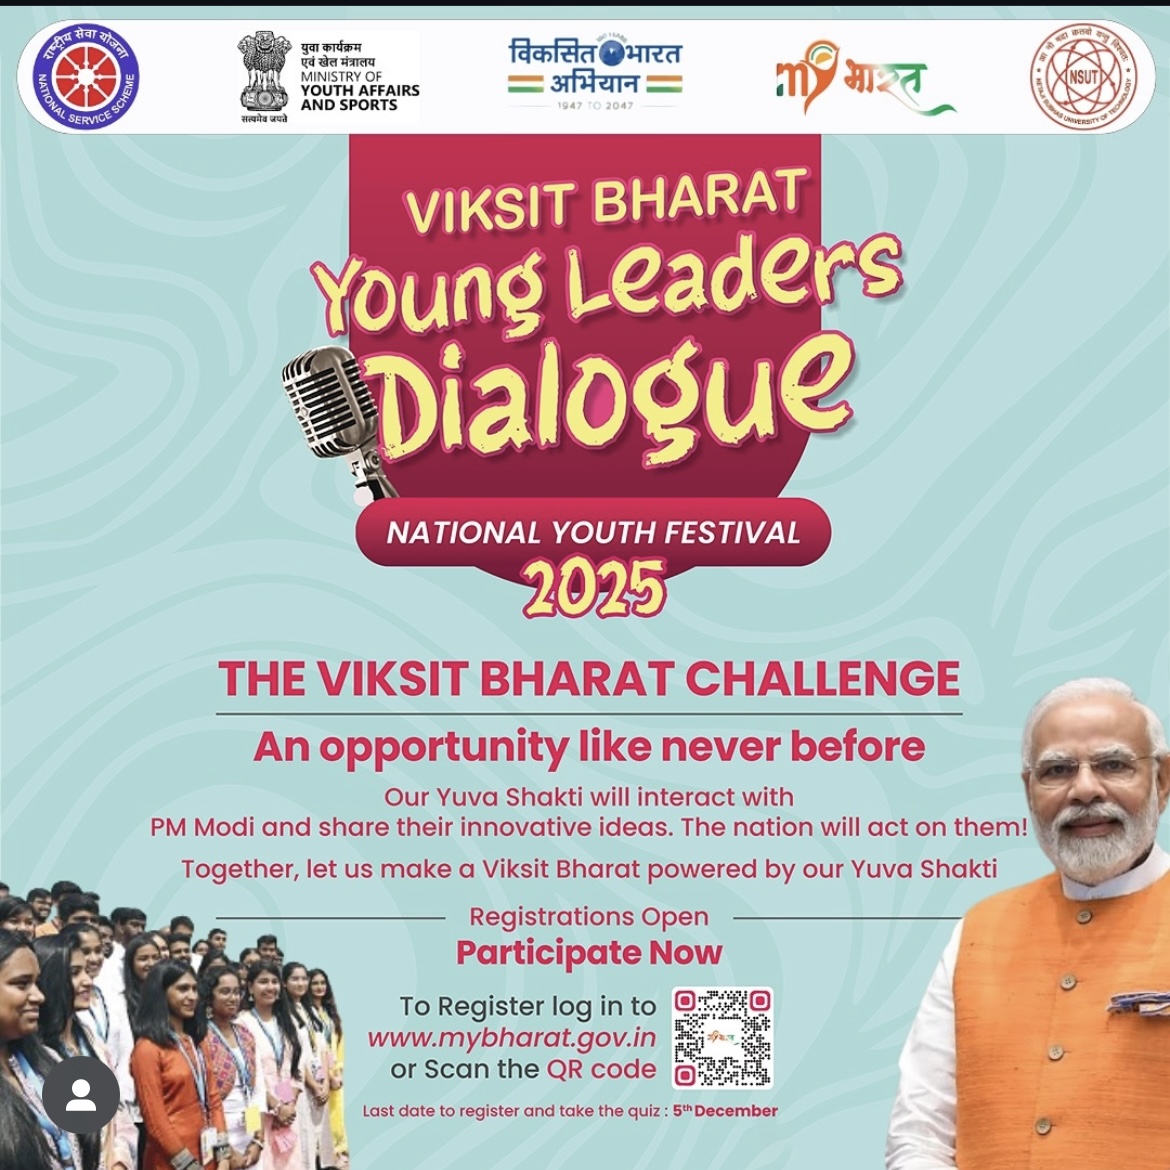 राष्ट्रीय सेवा योजना
NATIONAL SERVICE SCHEME
सत्यमेव जयते
युवा कार्यक्रम
एवं खेल मंत्रालय
MINISTRY OF
YOUTH AFFAIRS
AND SPORTS
विकसित भारत
अभियान
1947 TO 2047
my भारत
NSUT
NETAJI SUBHAS UNIVERSITY OF TECHNOLOGY
VIKSIT BHARAT
Young Leaders
Dialogue
NATIONAL YOUTH FESTIVAL
2025
THE VIKSIT BHARAT CHALLENGE
An opportunity like never before
Our Yuva Shakti will interact with
PM Modi and share their innovative ideas. The nation will act on them!
Together, let us make a Viksit Bharat powered by our Yuva Shakti
Registrations Open
Participate Now
To Register log in to
www.mybharat.gov.in
or Scan the QR code
Last date to register and take the quiz : 5th December